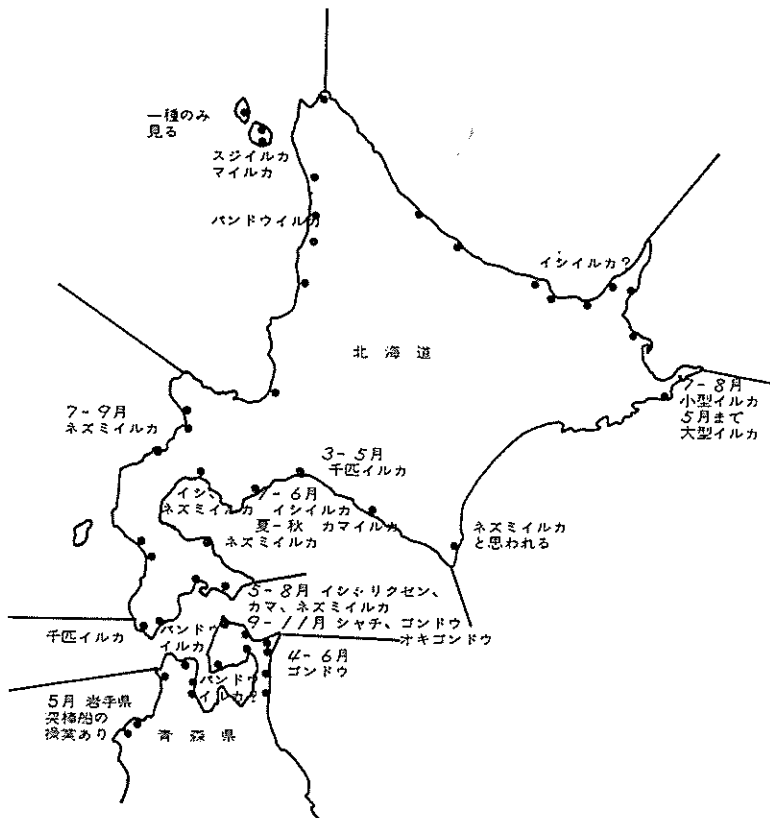 一種のみ
見る
スジイルカ
マイルカ
バンドウイルカ
イシイルカ?
北海道
7-9月
ネズミイルカ
7-8月
小型イルカ
5月まで
大型イルカ
3-5月
千匹イルカ
イシ、
ネズミイルカ
1-6月
イシイルカ
夏-秋 カマイルカ
ネズミイルカ
ネズミイルカ
と思われる
5-8月 イシ、リクゼン、
カマ、ネズミイルカ
9-11月 シャチ、ゴンドウ
オキゴンドウ
千匹イルカ
バンドウ
イルカ
4-6月
ゴンドウ
バンドウ
イルカ?
5月 岩手県
突棒船の
操業あり
青森県